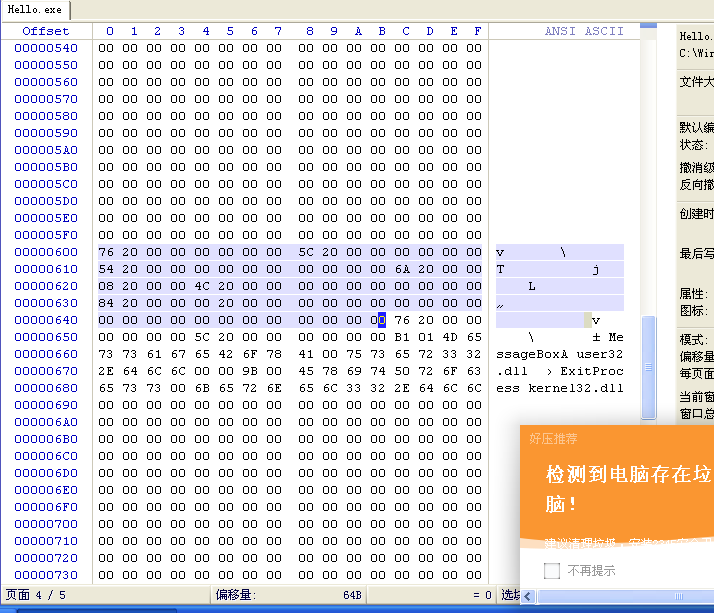 Hello.exe
Offset 0 1 2 3 4 5 6 7 8 9 A B C D E F ANSI ASCII
00000540 00 00 00 00 00 00 00 00 00 00 00 00 00 00 00 00
00000550 00 00 00 00 00 00 00 00 00 00 00 00 00 00 00 00
00000560 00 00 00 00 00 00 00 00 00 00 00 00 00 00 00 00
00000570 00 00 00 00 00 00 00 00 00 00 00 00 00 00 00 00
00000580 00 00 00 00 00 00 00 00 00 00 00 00 00 00 00 00
00000590 00 00 00 00 00 00 00 00 00 00 00 00 00 00 00 00
000005A0 00 00 00 00 00 00 00 00 00 00 00 00 00 00 00 00
000005B0 00 00 00 00 00 00 00 00 00 00 00 00 00 00 00 00
000005C0 00 00 00 00 00 00 00 00 00 00 00 00 00 00 00 00
000005D0 00 00 00 00 00 00 00 00 00 00 00 00 00 00 00 00
000005E0 00 00 00 00 00 00 00 00 00 00 00 00 00 00 00 00
000005F0 00 00 00 00 00 00 00 00 00 00 00 00 00 00 00 00
00000600 76 20 00 00 00 00 00 00 5C 20 00 00 00 00 00 00 v \
00000610 54 20 00 00 00 00 00 00 00 00 00 00 6A 20 00 00 T j
00000620 08 20 00 00 4C 20 00 00 00 00 00 00 00 00 00 00 L
00000630 84 20 00 00 00 20 00 00 00 00 00 00 00 00 00 00 „
00000640 00 00 00 00 00 00 00 00 00 00 00 00 76 20 00 00 v
00000650 00 00 00 00 5C 20 00 00 00 00 00 00 B1 01 4D 65 \ ± Me
00000660 73 73 61 67 65 42 6F 78 41 00 75 73 65 72 33 32 ssageBoxA user32
00000670 2E 64 6C 6C 00 00 9B 00 45 78 69 74 50 72 6F 63 .dll › ExitProc
00000680 65 73 73 00 6B 65 72 6E 65 6C 33 32 2E 64 6C 6C ess kernel32.dll
00000690 00 00 00 00 00 00 00 00 00 00 00 00 00 00 00 00
000006A0 00 00 00 00 00 00 00 00 00 00 00 00 00 00 00 00
000006B0 00 00 00 00 00 00 00 00 00 00 00 00 00 00 00 00
000006C0 00 00 00 00 00 00 00 00 00 00 00 00 00 00 00 00
000006D0 00 00 00 00 00 00 00 00 00 00 00 00 00 00 00 00
000006E0 00 00 00 00 00 00 00 00 00 00 00 00 00 00 00 00
000006F0 00 00 00 00 00 00 00 00 00 00 00 00 00 00 00 00
00000700 00 00 00 00 00 00 00 00 00 00 00 00 00 00 00 00
00000710 00 00 00 00 00 00 00 00 00 00 00 00 00 00 00 00
00000720 00 00 00 00 00 00 00 00 00 00 00 00 00 00 00 00
00000730 00 00 00 00 00 00 00 00 00 00 00 00 00 00 00 00
Hello.
C:\Wir
文件大
默认编
状态:
撤消级
反向撤
创建时
最后写
属性:
图标:
模式:
偏移量
每页面
当前窗
窗口总
好压推荐
检测到电脑存在垃
脑!
不再提示
页面 4 / 5 偏移量: 64B = 0 选块